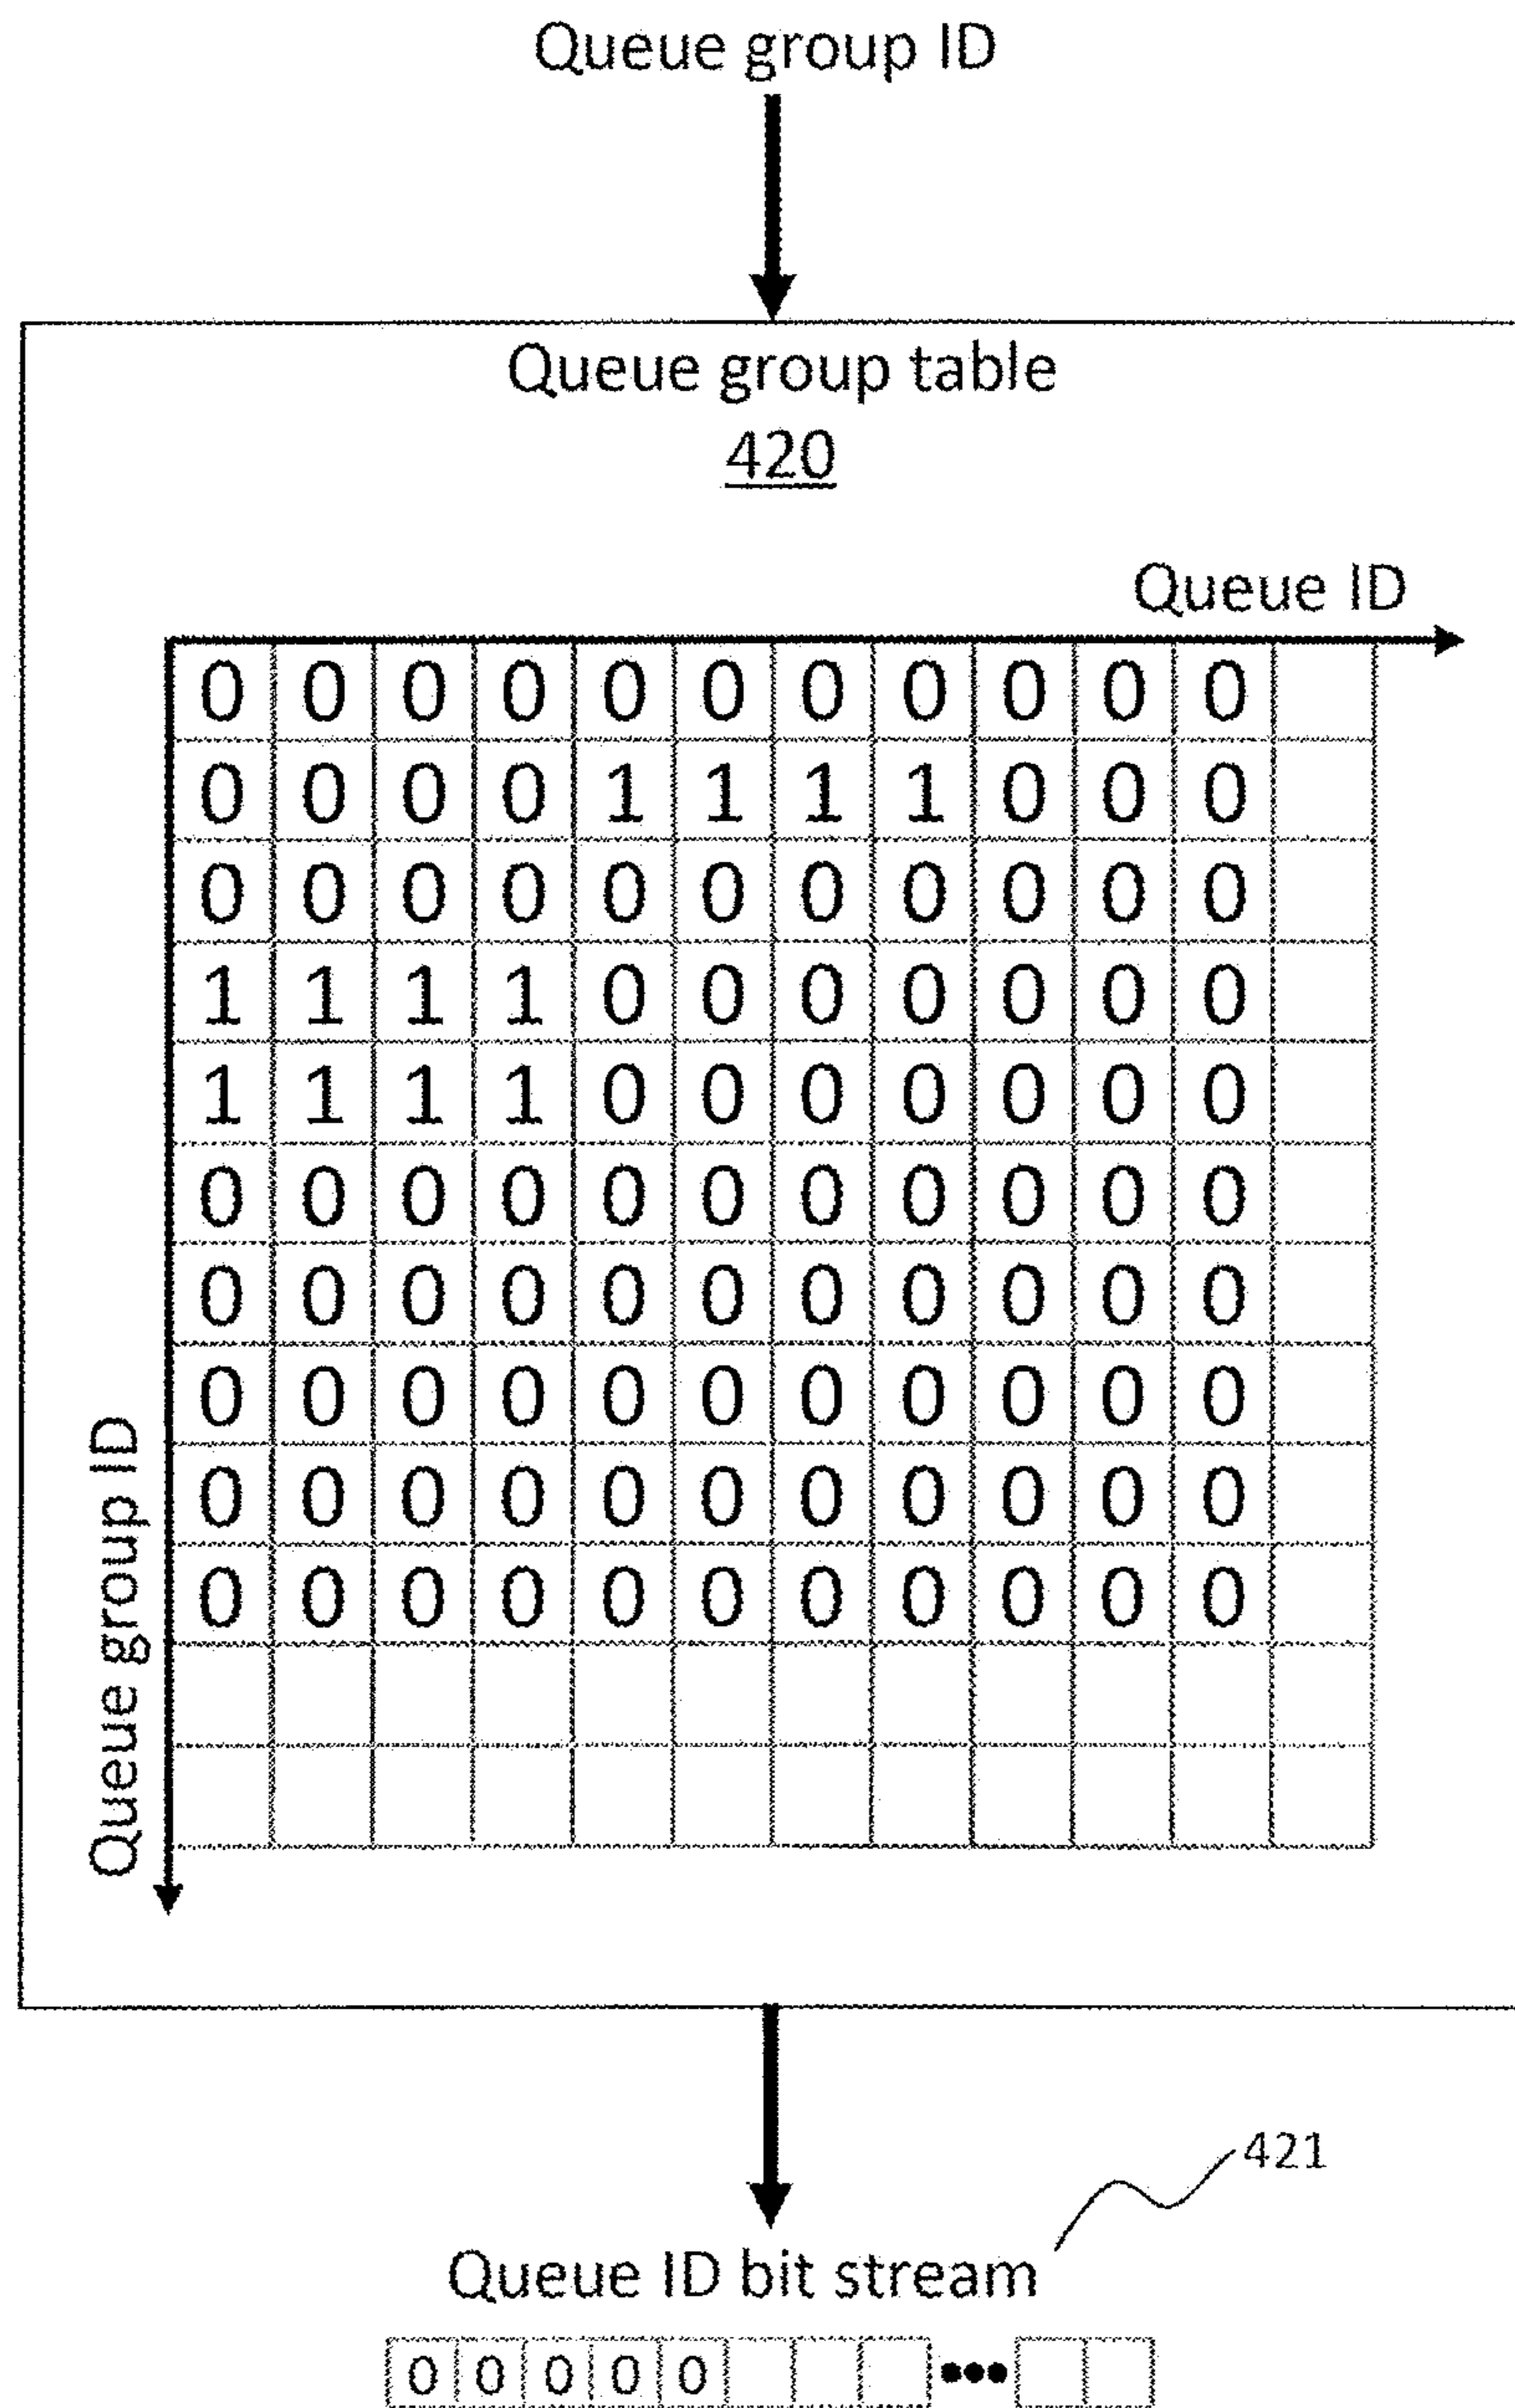 Queue group ID
Queue group table
420
Queue ID
0 0 0 0 0 0 0 0 0 0 0
0 0 0 0 1 1 1 1 0 0 0
0 0 0 0 0 0 0 0 0 0 0
1 1 1 1 0 0 0 0 0 0 0
1 1 1 1 0 0 0 0 0 0 0
0 0 0 0 0 0 0 0 0 0 0
0 0 0 0 0 0 0 0 0 0 0
0 0 0 0 0 0 0 0 0 0 0
0 0 0 0 0 0 0 0 0 0 0
0 0 0 0 0 0 0 0 0 0 0
Queue group ID
421
Queue ID bit stream
0 0 0 0 0 •••